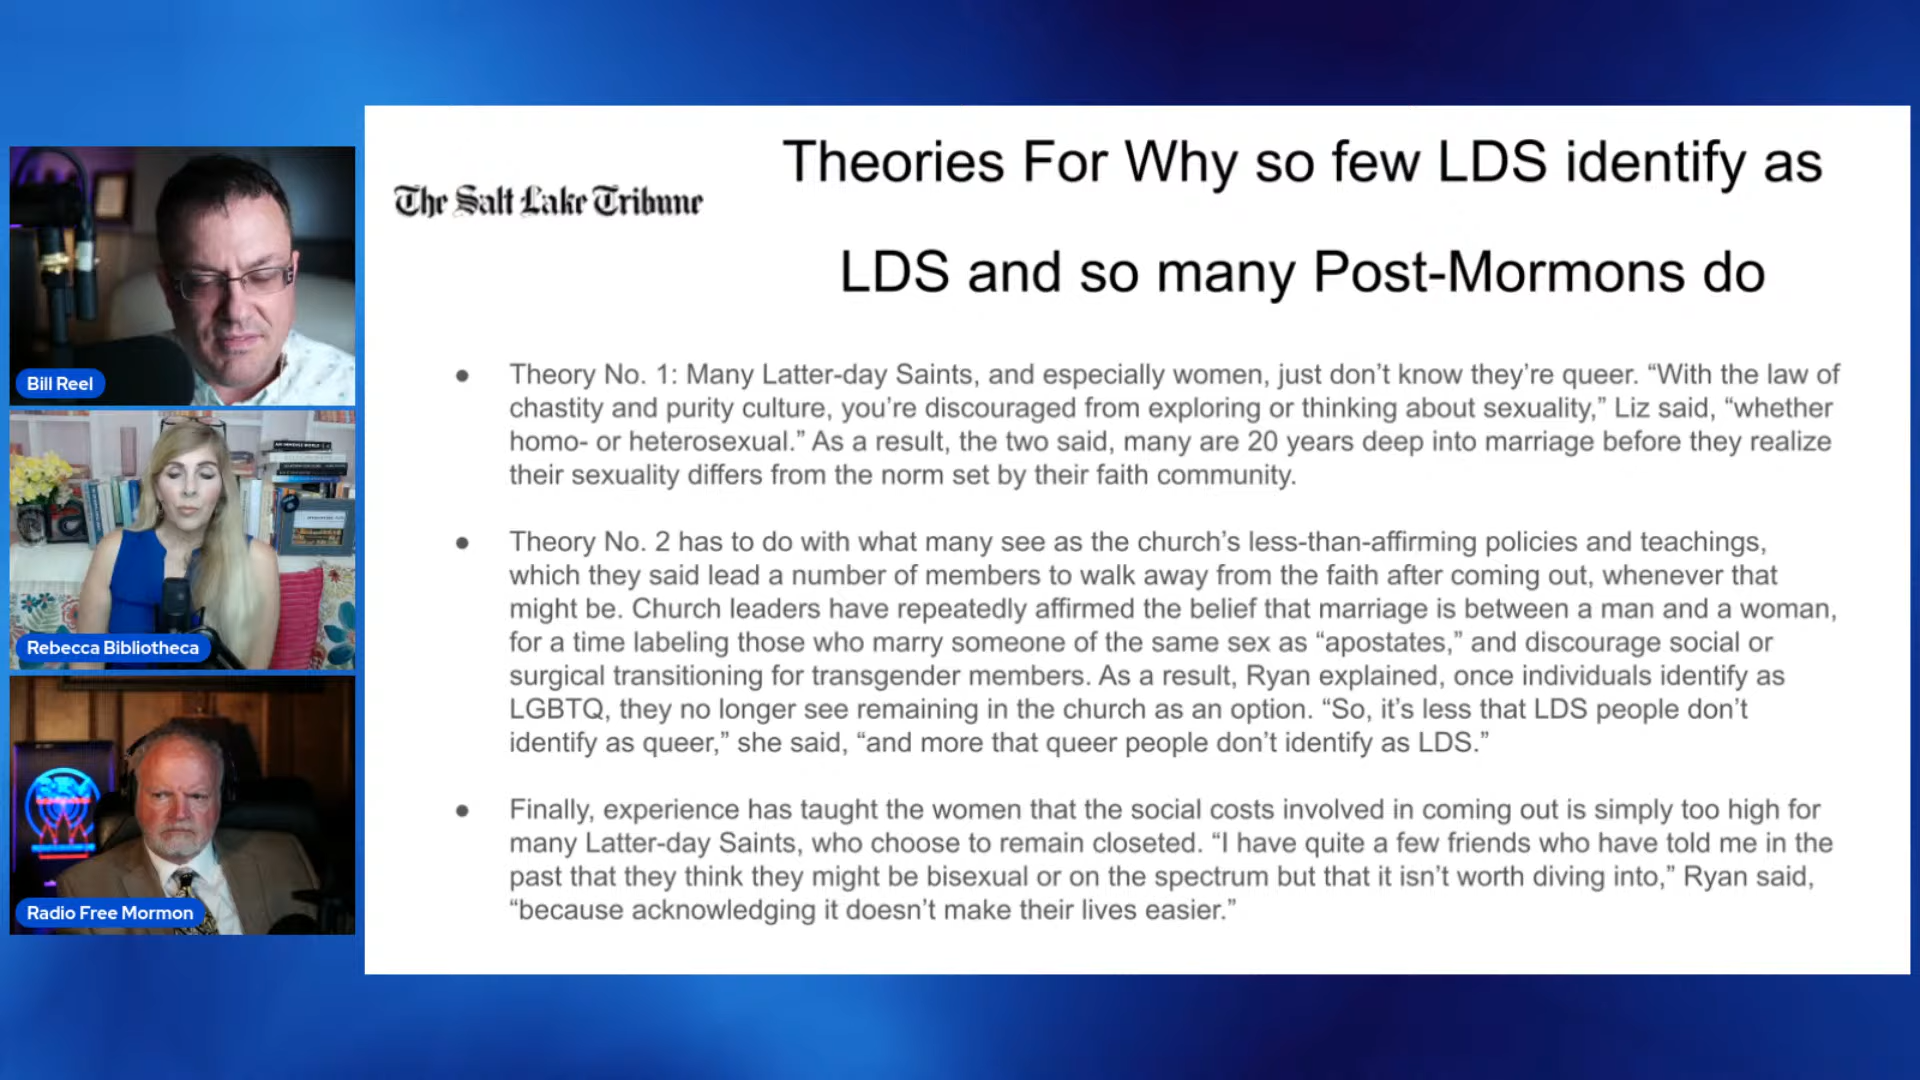 Theories For Why so few LDS identify as
LDS and so many Post-Mormons do
The Salt Lake Tribune
● Theory No. 1: Many Latter-day Saints, and especially women, just don’t know they’re queer. “With the law of
chastity and purity culture, you’re discouraged from exploring or thinking about sexuality,” Liz said, “whether
homo- or heterosexual.” As a result, the two said, many are 20 years deep into marriage before they realize
their sexuality differs from the norm set by their faith community.
● Theory No. 2 has to do with what many see as the church’s less-than-affirming policies and teachings,
which they said lead a number of members to walk away from the faith after coming out, whenever that
might be. Church leaders have repeatedly affirmed the belief that marriage is between a man and a woman,
for a time labeling those who marry someone of the same sex as “apostates,” and discourage social or
surgical transitioning for transgender members. As a result, Ryan explained, once individuals identify as
LGBTQ, they no longer see remaining in the church as an option. “So, it’s less that LDS people don’t
identify as queer,” she said, “and more that queer people don’t identify as LDS.”
● Finally, experience has taught the women that the social costs involved in coming out is simply too high for
many Latter-day Saints, who choose to remain closeted. “I have quite a few friends who have told me in the
past that they think they might be bisexual or on the spectrum but that it isn’t worth diving into,” Ryan said,
“because acknowledging it doesn’t make their lives easier.”
Bill Reel
Rebecca Bibliotheca
Radio Free Mormon